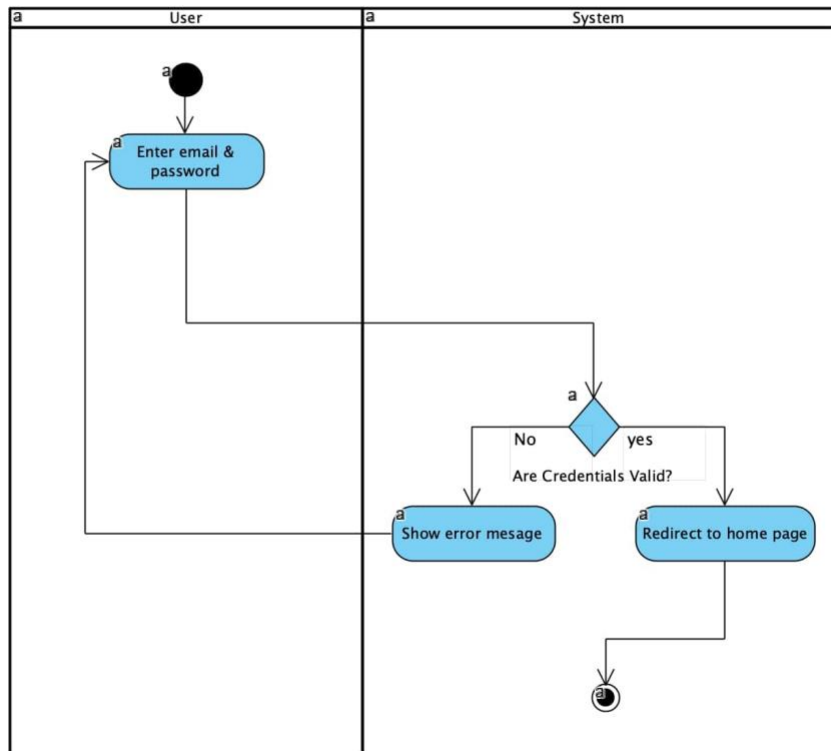 a
User
a
System
a
a
Enter email &
password
a
No
yes
Are Credentials Valid?
a
Show error mesage
a
Redirect to home page
a